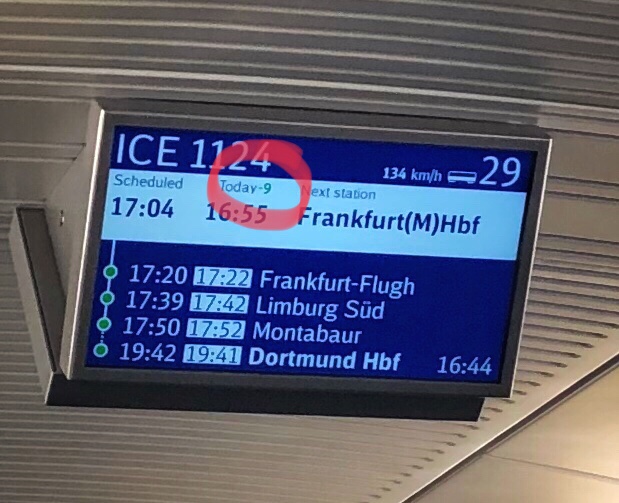 ICE 1124 134 km/h 29
Scheduled Today-9 Next station
17:04 16:55 Frankfurt(M)Hbf
17:20 17:22 Frankfurt-Flugh
17:39 17:42 Limburg Süd
17:50 17:52 Montabaur
19:42 19:41 Dortmund Hbf 16:44